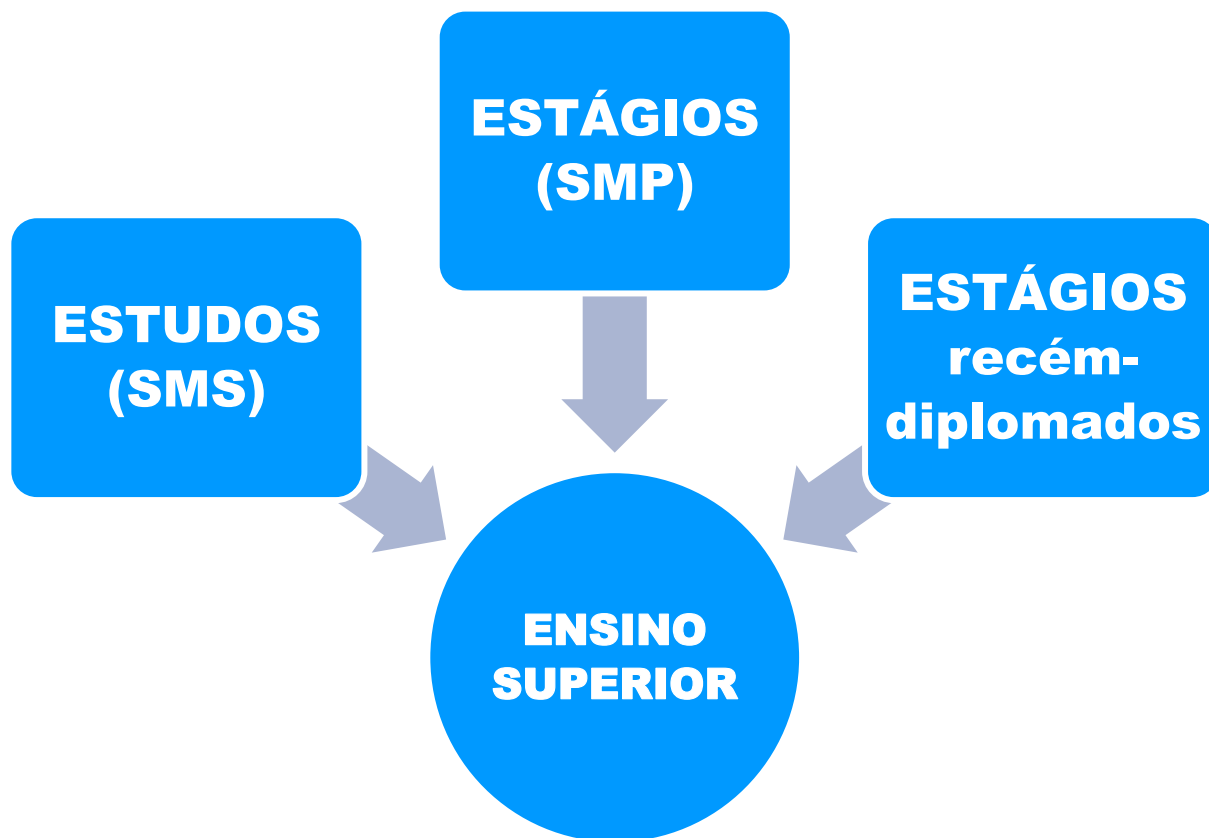 ESTÁGIOS
(SMP)
ESTUDOS
(SMS)
ESTÁGIOS
recém-
diplomados
ENSINO
SUPERIOR